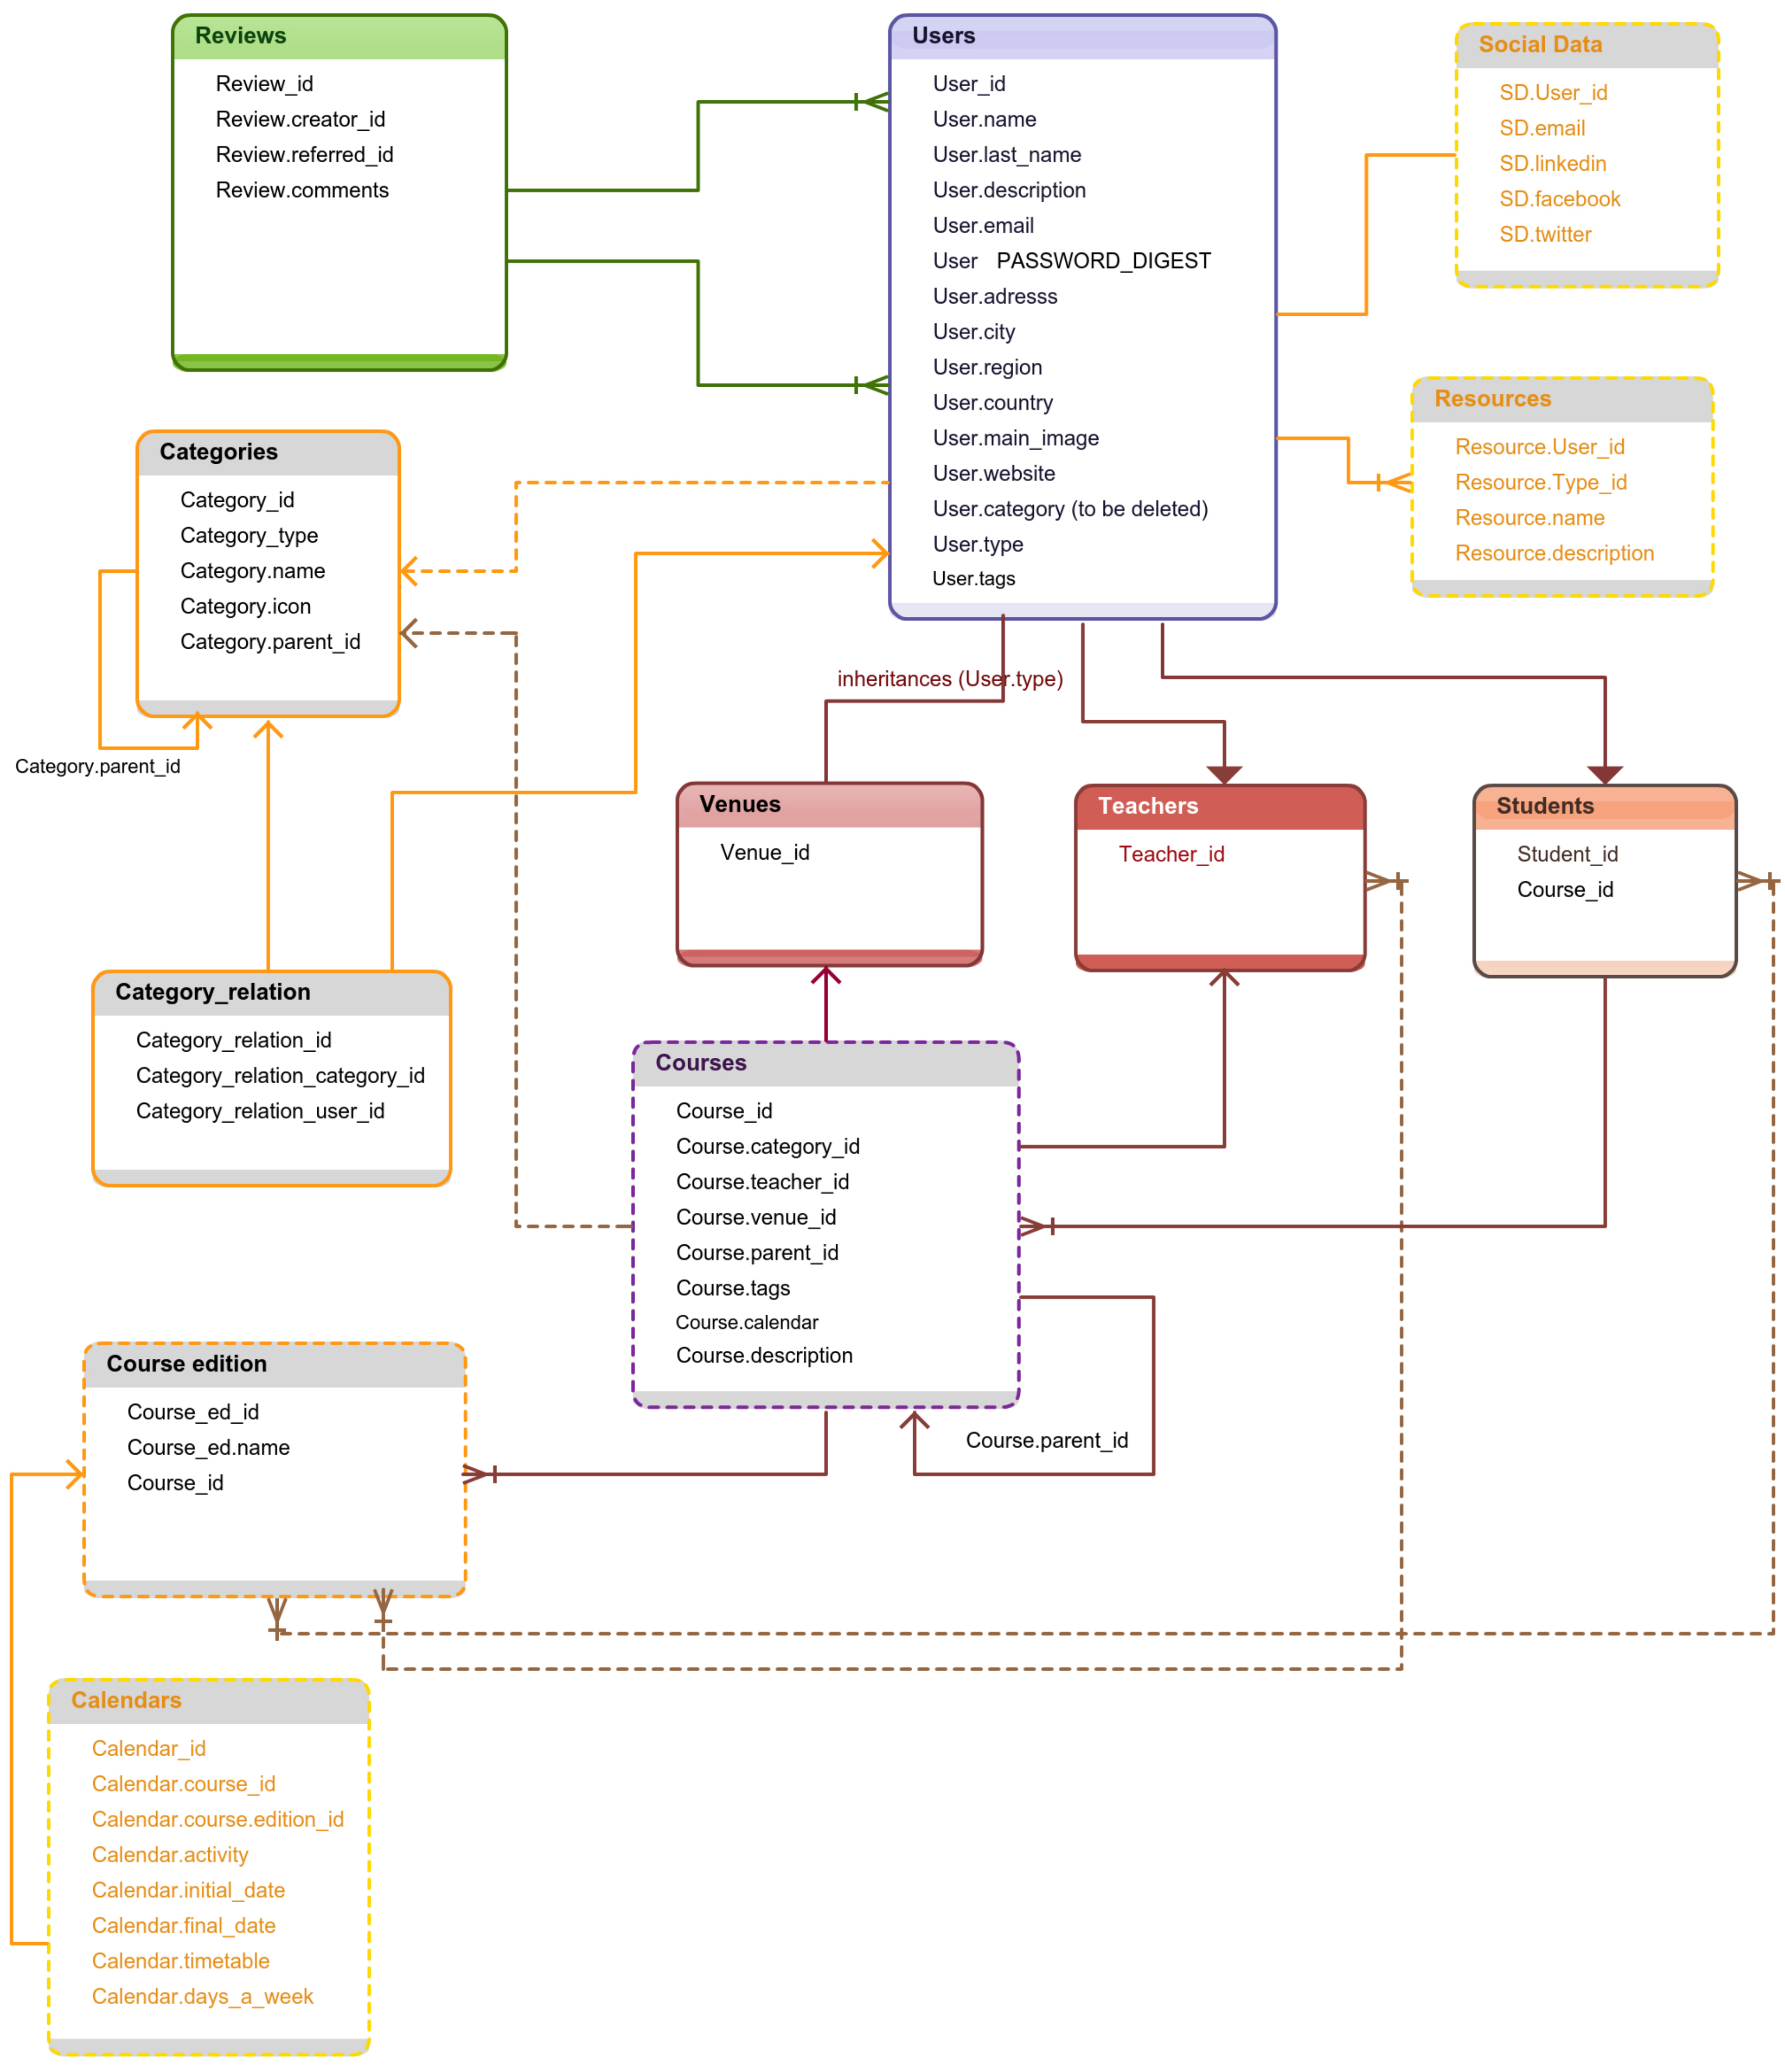 Reviews
Review_id
Review.creator_id
Review.referred_id
Review.comments
Users
User_id
User.name
User.last_name
User.description
User.email
User PASSWORD_DIGEST
User.adresss
User.city
User.region
User.country
User.main_image
User.website
User.category (to be deleted)
User.type
User.tags
Social Data
SD.User_id
SD.email
SD.linkedin
SD.facebook
SD.twitter
Resources
Resource.User_id
Resource.Type_id
Resource.name
Resource.description
Categories
Category_id
Category_type
Category.name
Category.icon
Category.parent_id
Category.parent_id
inheritances (User.type)
Venues
Venue_id
Teachers
Teacher_id
Students
Student_id
Course_id
Category_relation
Category_relation_id
Category_relation_category_id
Category_relation_user_id
Courses
Course_id
Course.category_id
Course.teacher_id
Course.venue_id
Course.parent_id
Course.tags
Course.calendar
Course.description
Course.parent_id
Course edition
Course_ed_id
Course_ed.name
Course_id
Calendars
Calendar_id
Calendar.course_id
Calendar.course.edition_id
Calendar.activity
Calendar.initial_date
Calendar.final_date
Calendar.timetable
Calendar.days_a_week